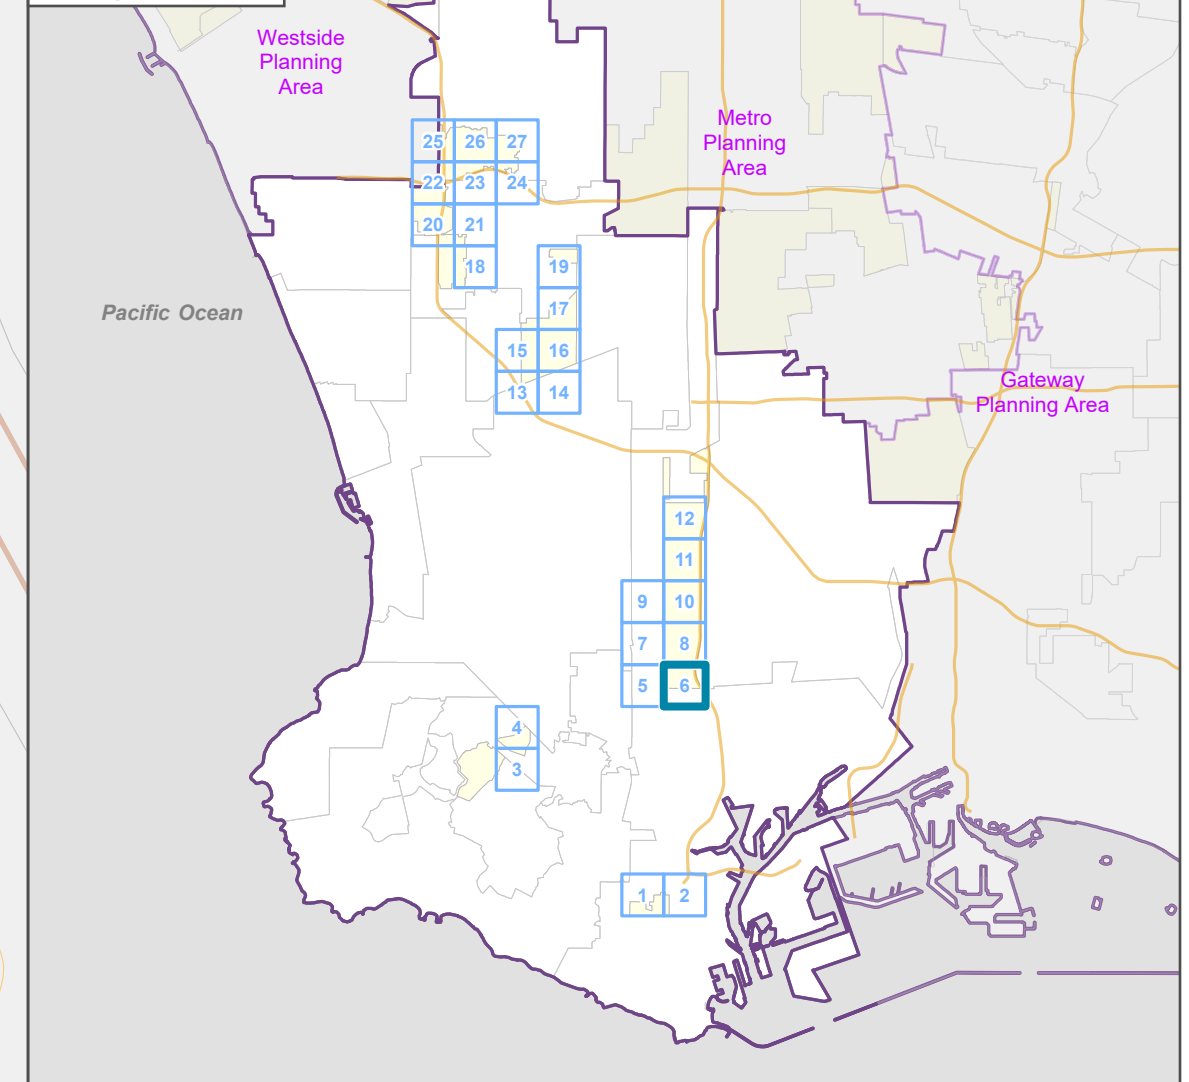 Westside
Planning
Area
Metro
Planning
Area
25 26 27
22 23 24
20 21
18 19
Pacific Ocean
17
15 16
Gateway
Planning Area
13 14
12
11
9 10
7 8
5 6
4
3
1 2